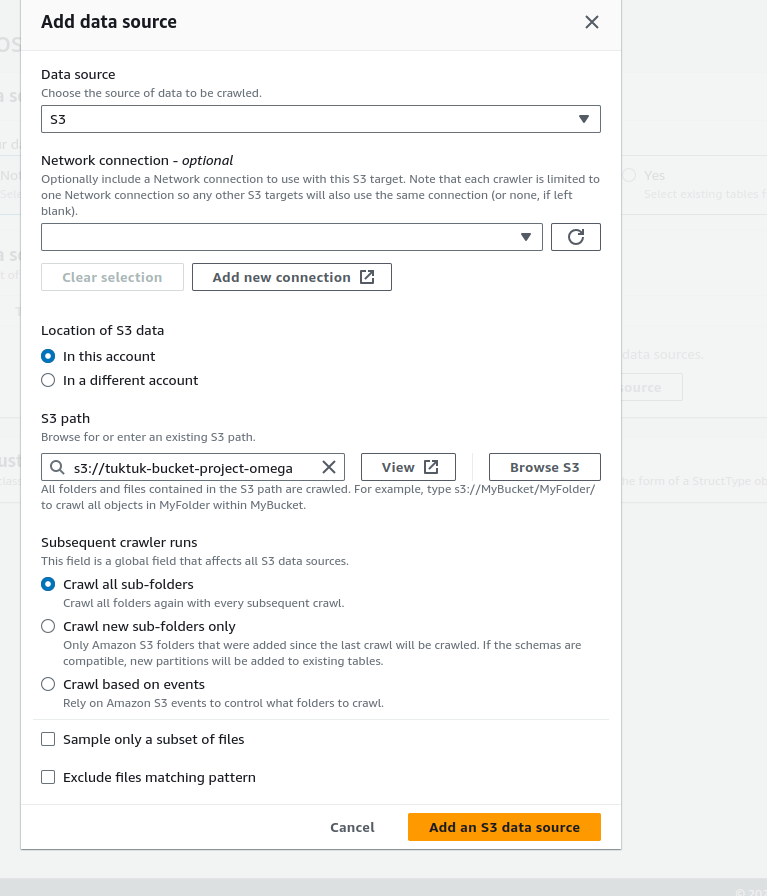 Add data source
Data source
Choose the source of data to be crawled.
S3
Network connection - optional
Optionally include a Network connection to use with this S3 target. Note that each crawler is limited to
one Network connection so any other S3 targets will also use the same connection (or none, if left
blank).
Clear selection
Add new connection
Location of S3 data
In this account
In a different account
S3 path
Browse for or enter an existing S3 path.
s3://tuktuk-bucket-project-omega
View
Browse S3
All folders and files contained in the S3 path are crawled. For example, type s3://MyBucket/MyFolder/
to crawl all objects in MyFolder within MyBucket.
Subsequent crawler runs
This field is a global field that affects all S3 data sources.
Crawl all sub-folders
Crawl all folders again with every subsequent crawl.
Crawl new sub-folders only
Only Amazon S3 folders that were added since the last crawl will be crawled. If the schemas are
compatible, new partitions will be added to existing tables.
Crawl based on events
Rely on Amazon S3 events to control what folders to crawl.
Sample only a subset of files
Exclude files matching pattern
Cancel
Add an S3 data source
Yes
Select existing tables
data sources.
source
the form of a StructType